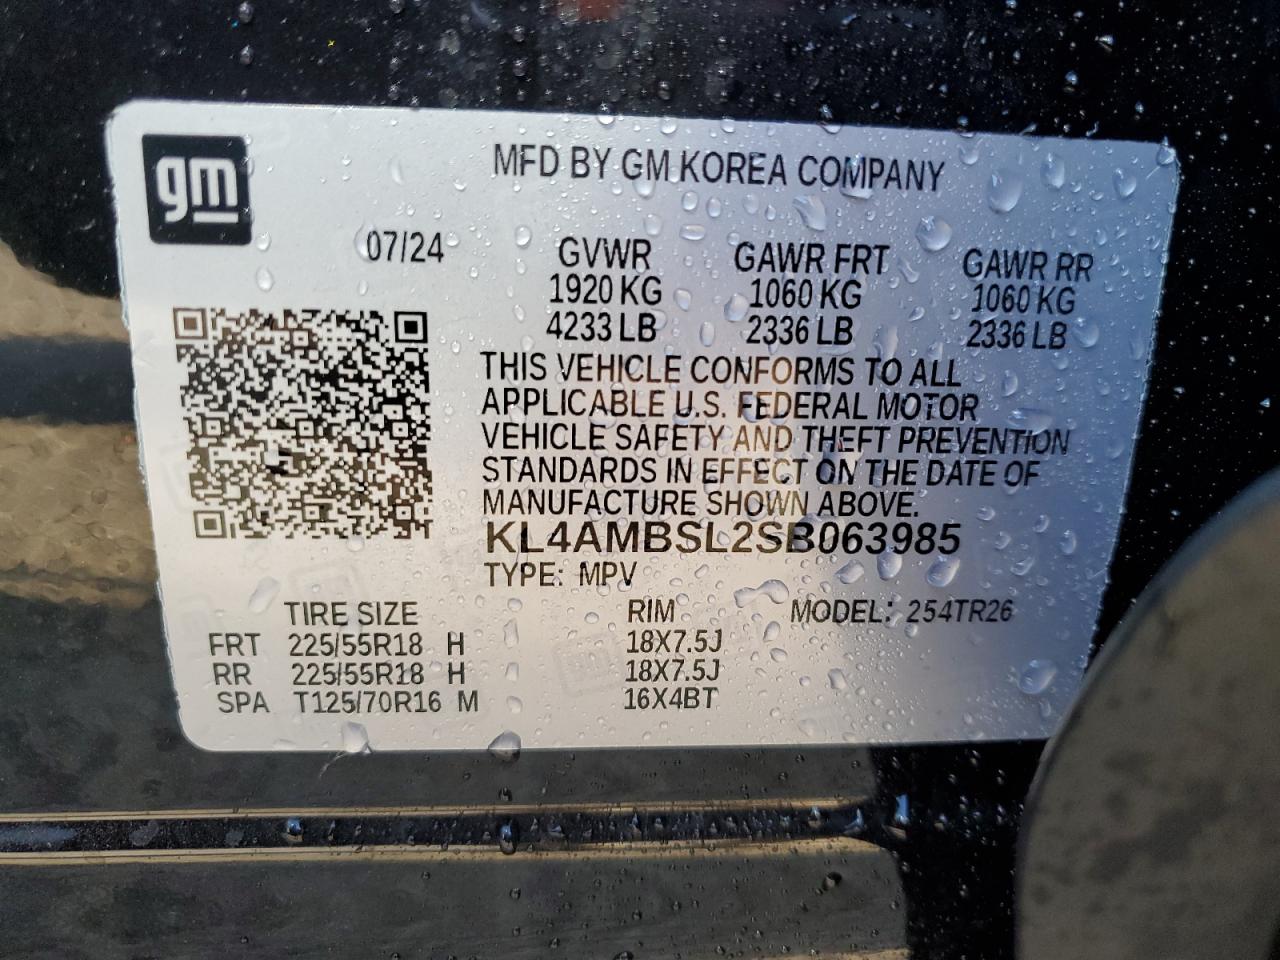 gm
MFD BY GM KOREA COMPANY
07/24 GVWR GAWR FRT GAWR RR
1920 KG 1060 KG 1060 KG
4233 LB 2336 LB 2336 LB
THIS VEHICLE CONFORMS TO ALL
APPLICABLE U.S. FEDERAL MOTOR
VEHICLE SAFETY AND THEFT PREVENTION
STANDARDS IN EFFECT ON THE DATE OF
MANUFACTURE SHOWN ABOVE.
KL4AMBSL2SB063985
TYPE: MPV
TIRE SIZE RIM MODEL: 254TR26
FRT 225/55R18 H 18X7.5J
RR 225/55R18 H 18X7.5J
SPA T125/70R16 M 16X4BT